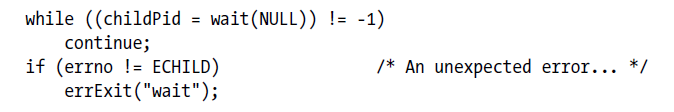 while ((childPid = wait(NULL)) != -1)
    continue;
if (errno != ECHILD)                /* An unexpected error... */
    errExit("wait");